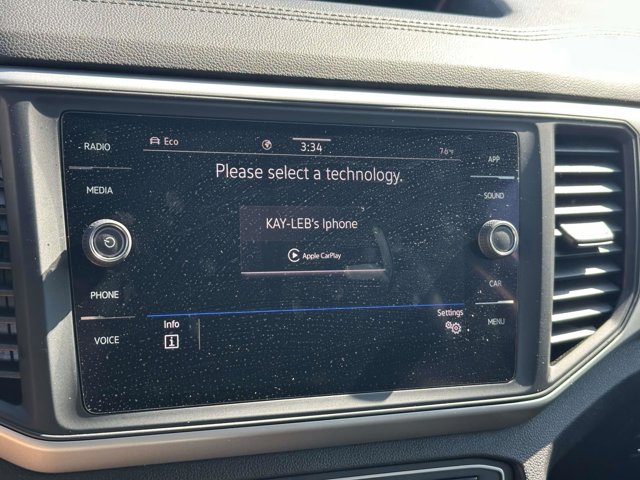 RADIO
MEDIA
PHONE
VOICE
Eco
3:34
76°F
Please select a technology.
KAY-LEB's Iphone
Apple CarPlay
Info
i
Settings
APP
SOUND
CAR
MENU